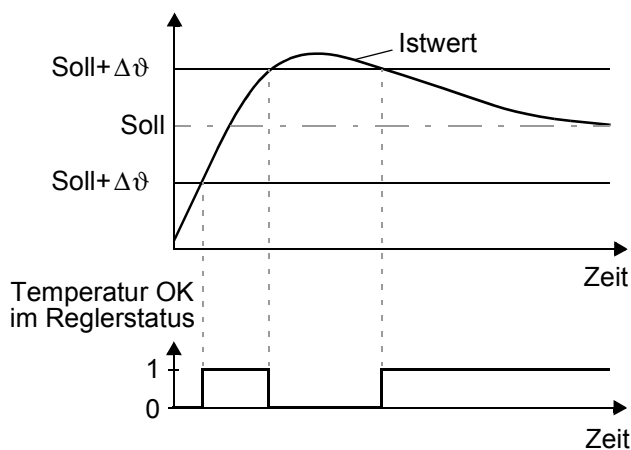 Istwert
Soll+Δϑ
Soll
Soll+Δϑ
Zeit
Temperatur OK
im Reglerstatus
1
0
Zeit